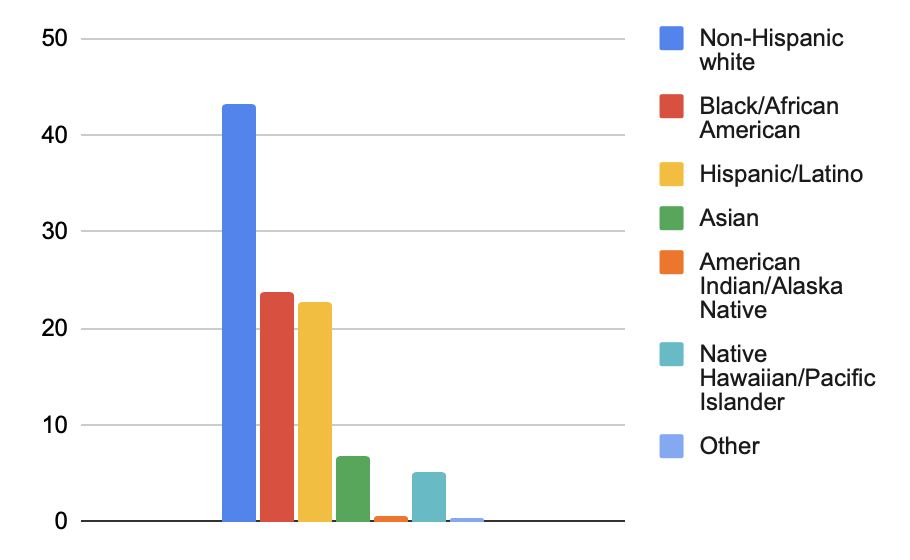 50
40
30
20
10
0
Non-Hispanic
white
Black/African
American
Hispanic/Latino
Asian
American
Indian/Alaska
Native
Native
Hawaiian/Pacific
Islander
Other